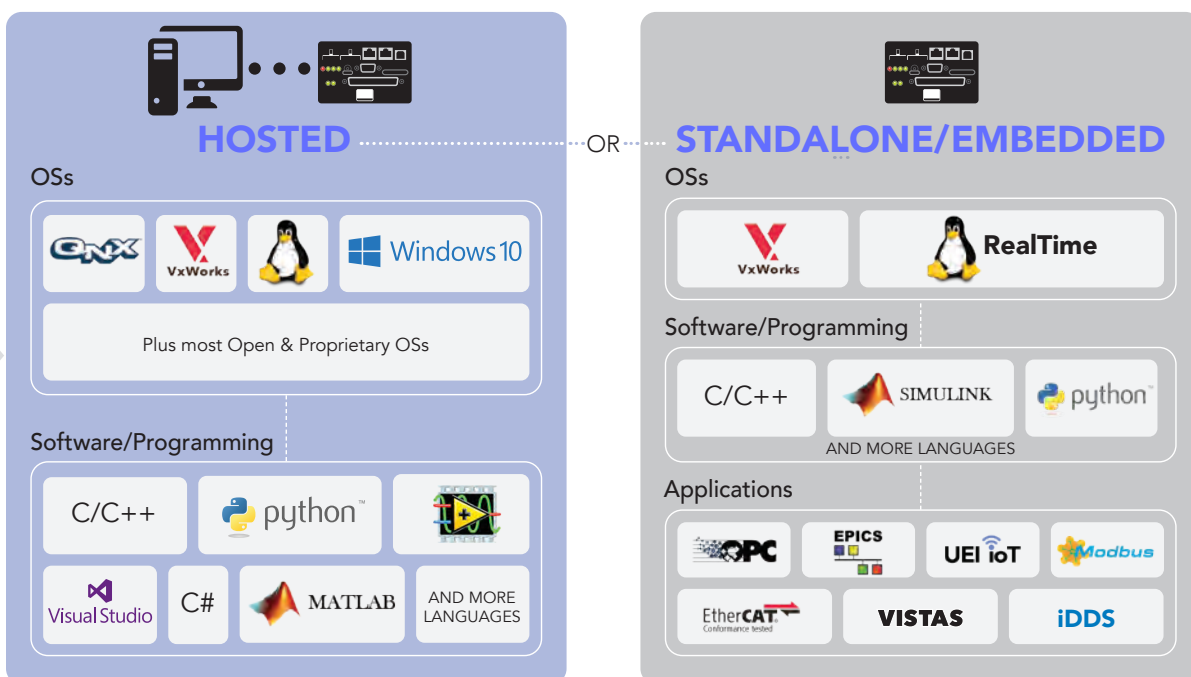 HOSTED
OSs
QNX
VxWorks
Windows 10
Plus most Open & Proprietary OSs
Software/Programming
C/C++
python™
Visual Studio
C#
MATLAB
AND MORE
LANGUAGES
OR
STANDALONE/EMBEDDED
OSs
VxWorks
RealTime
Software/Programming
C/C++
SIMULINK
python™
AND MORE LANGUAGES
Applications
OPC
EPICS
UEI IoT
Modbus
EtherCAT®
Conformance tested
VISTAS
iDDS